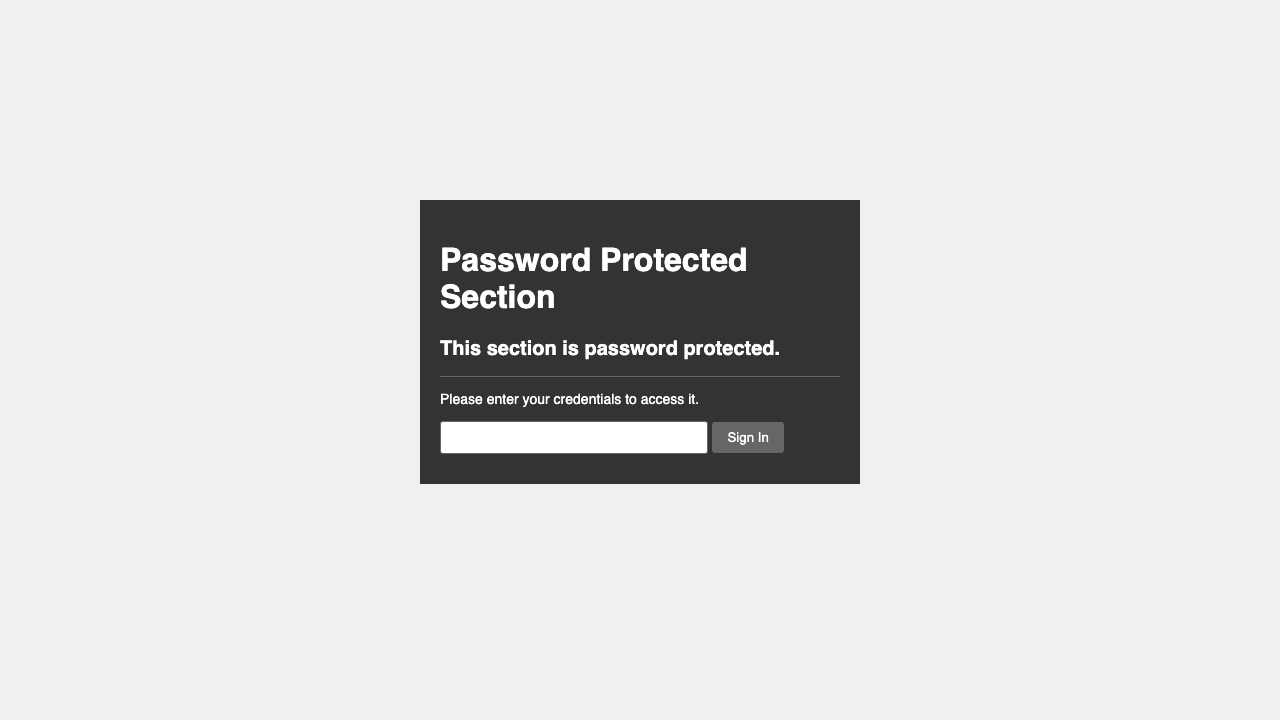 Password Protected
Section
This section is password protected.
Please enter your credentials to access it.
Sign In